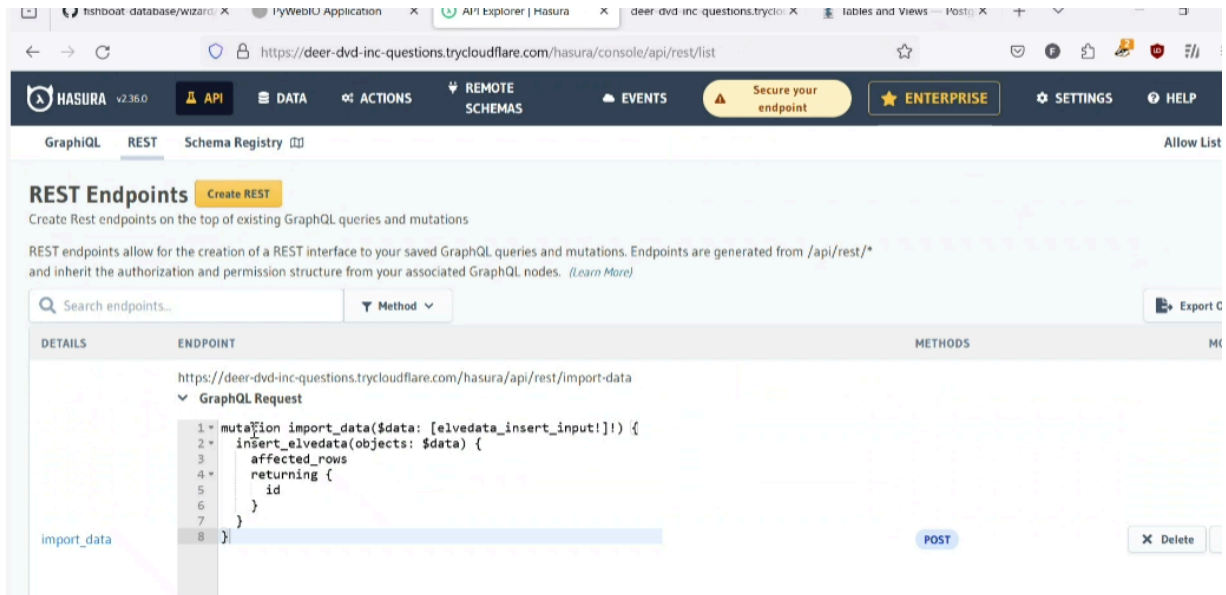 fishboat-database/wizard/ X PyWebIO Application X API Explorer | Hasura X deer-dvd-inc-questions.tryclo X Tables and Views — Postg X
https://deer-dvd-inc-questions.trycloudflare.com/hasura/console/api/rest/list
HASURA v2.36.0 API DATA ACTIONS REMOTE SCHEMAS EVENTS Secure your endpoint ENTERPRISE SETTINGS HELP
GraphiQL REST Schema Registry Allow List
REST Endpoints Create REST
Create Rest endpoints on the top of existing GraphQL queries and mutations
REST endpoints allow for the creation of a REST interface to your saved GraphQL queries and mutations. Endpoints are generated from /api/rest/*
and inherit the authorization and permission structure from your associated GraphQL nodes. (Learn More)
Search endpoints... Method Export
DETAILS ENDPOINT METHODS
https://deer-dvd-inc-questions.trycloudflare.com/hasura/api/rest/import-data
GraphQL Request
1 mutation import_data($data: [elvedata_insert_input!]!) {
2 insert_elvedata(objects: $data) {
3 affected_rows
4 returning {
5 id
6 }
7 }
8 }
import_data POST Delete